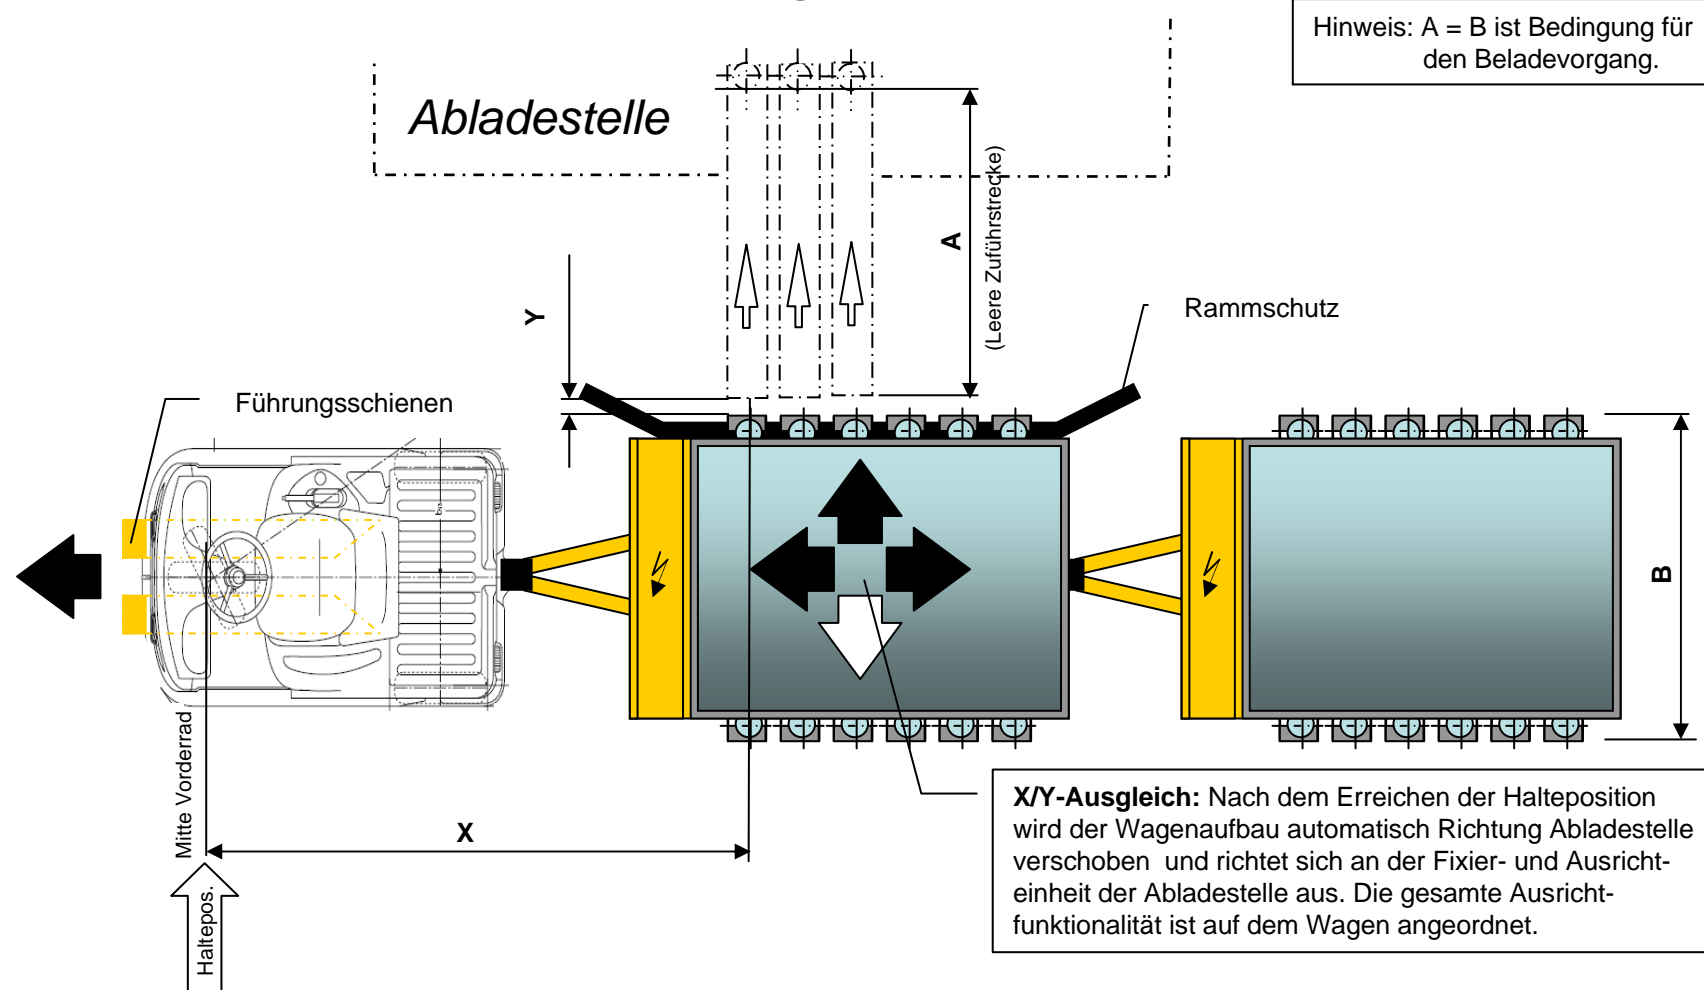 Hinweis: A = B ist Bedingung für
den Beladevorgang.
Abladestelle
A
(Leere Zuführstrecke)
Y
Rammschutz
Führungsschienen
B
Mitte Vorderrad
X
Haltepos.
X/Y-Ausgleich: Nach dem Erreichen der Halteposition
wird der Wagenaufbau automatisch Richtung Abladestelle
verschoben und richtet sich an der Fixier- und Ausricht-
einheit der Abladestelle aus. Die gesamte Ausricht-
funktionalität ist auf dem Wagen angeordnet.